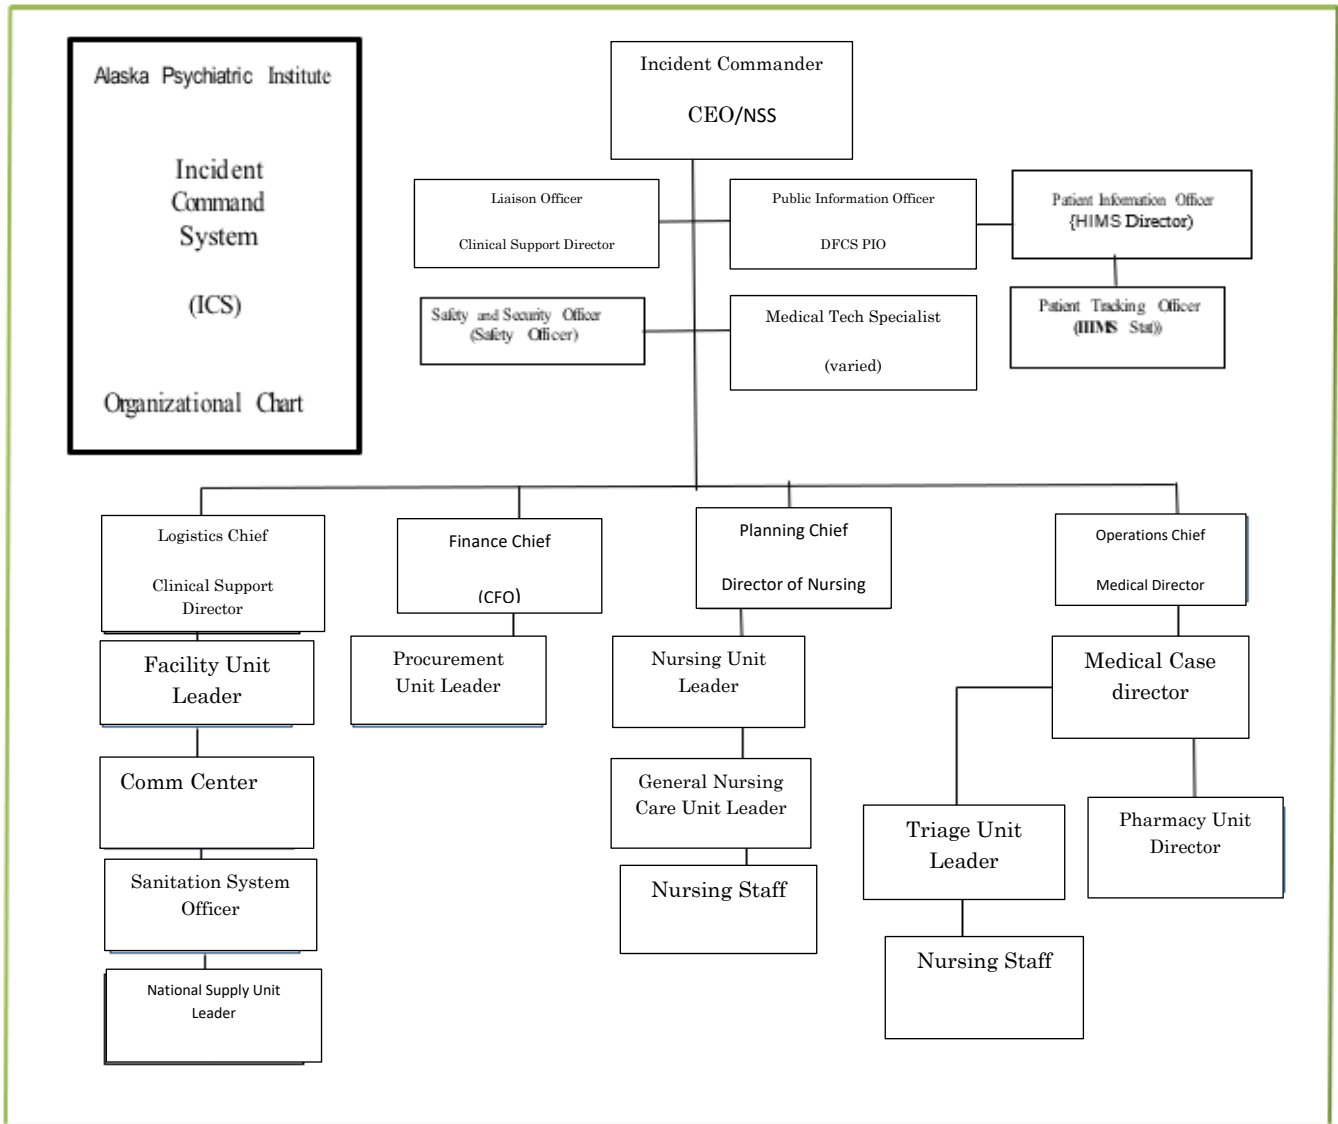 Alaska Psychiatric Institute
Incident
Command
System
(ICS)
Organizational Chart
Incident Commander
CEO/NSS
Liaison Officer
Clinical Support Director
Public Information Officer
DFCS PIO
Patient Information Officer
{HIMS Director)
Safety and Security Officer
(Safety Officer)
Medical Tech Specialist
(varied)
Patient Tracking Officer
Logistics Chief
Clinical Support
Director
Finance Chief
(CFO)
Planning Chief
Director of Nursing
Operations Chief
Medical Director
Facility Unit
Leader
Procurement
Unit Leader
Nursing Unit
Leader
Medical Case
director
Comm Center
General Nursing
Care Unit Leader
Triage Unit
Leader
Pharmacy Unit
Director
Sanitation System
Officer
Nursing Staff
Nursing Staff
National Supply Unit
Leader